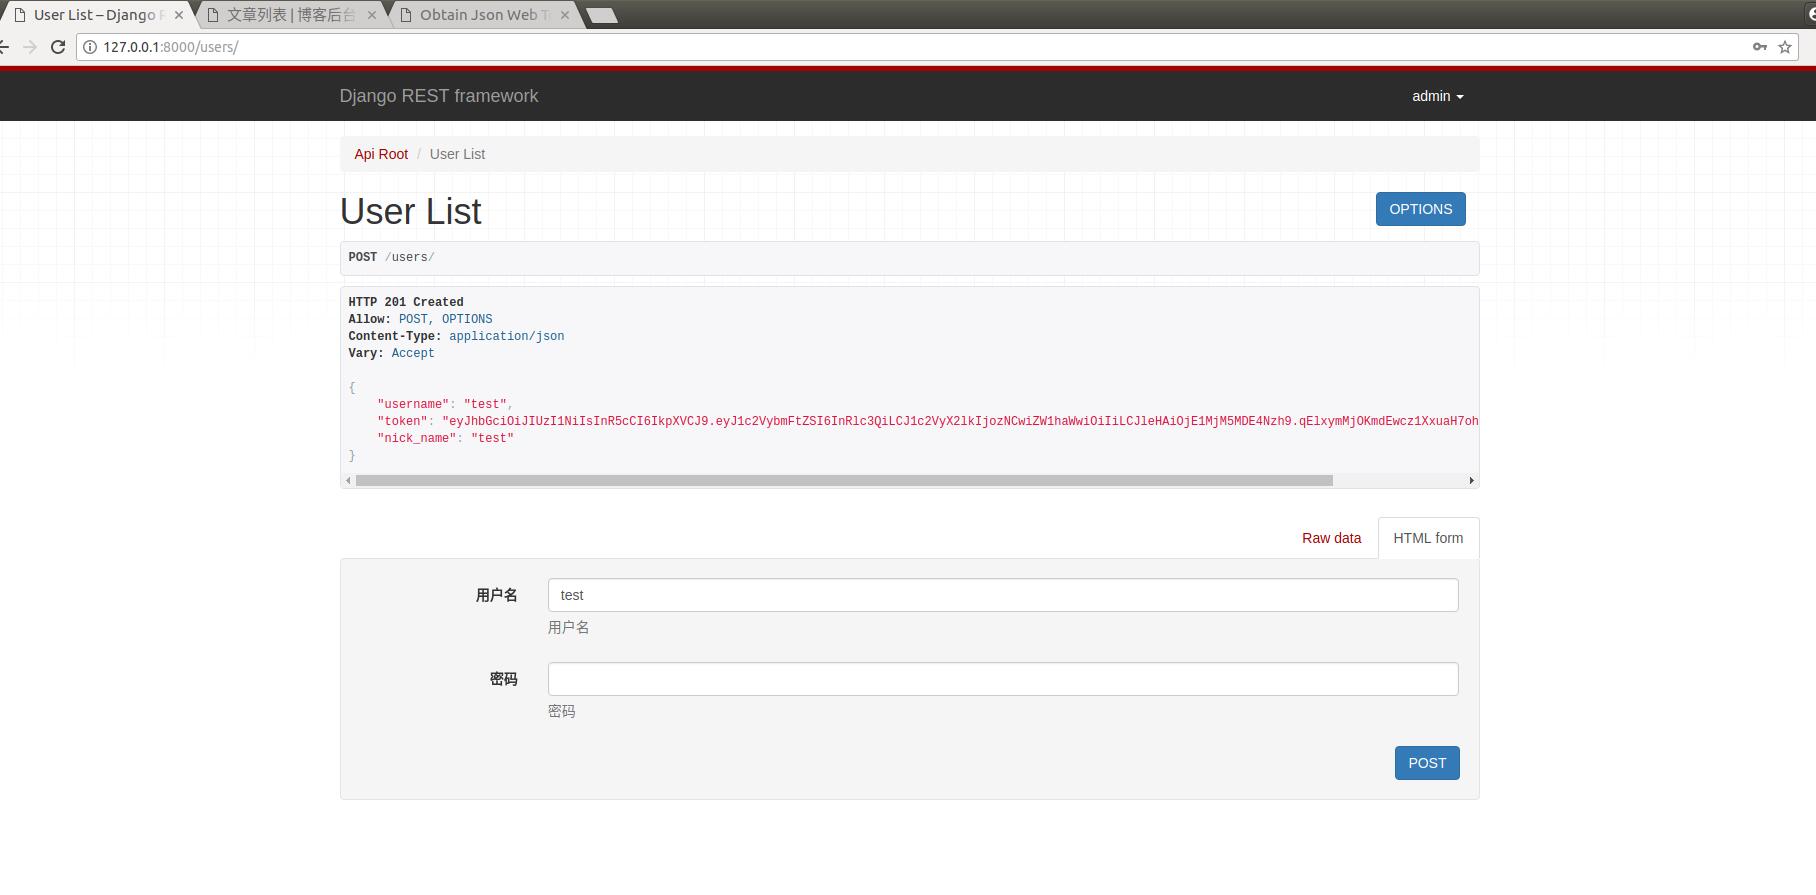 User List – Django R
文章列表 | 博客后台
Obtain Json Web T
127.0.0.1:8000/users/
Django REST framework
admin
Api Root / User List
User List
OPTIONS
POST /users/
HTTP 201 Created
Allow: POST, OPTIONS
Content-Type: application/json
Vary: Accept
{
"username": "test",
"token": "eyJhbGciOiJIUzI1NiIsInR5cCI6IkpXVCJ9.eyJ1c2VybmFtZSI6InRlc3QiLCJ1c2VyX2lkIjozNCwiZW1haWwiOiIiLCJleHAiOjE1MjM5MDE4Nzh9.qElxymMjOKmdEwcz1XxuaH7oh
"nick_name": "test"
}
Raw data
HTML form
用户名
test
用户名
密码
密码
POST